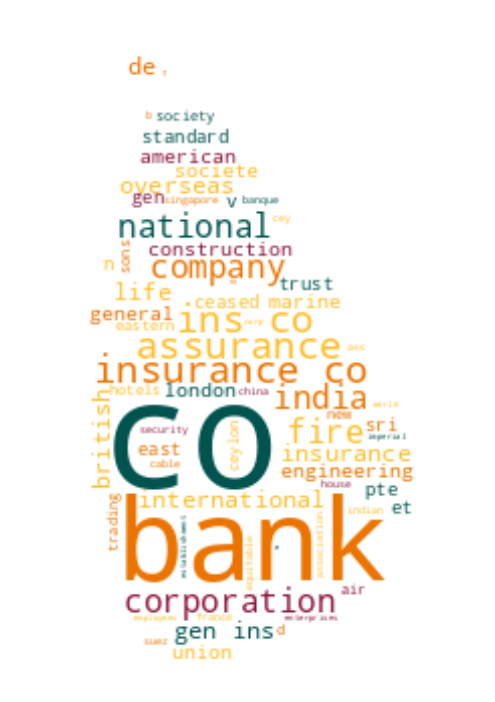 de
b society
standard
american
societe
overseas
gen singapore v banque
national cey
sons construction
n company
trust
life ceased marine
general ins co
eastern corp
assurance ass
insurance co
hotels london china india
british co new world
security fire sri
imperial
east ceylon insurance
cable engineering
house pte
international indian et
trading bank
establishment equitable association
corporation air
employees france enterprises
gen ins d
suez union